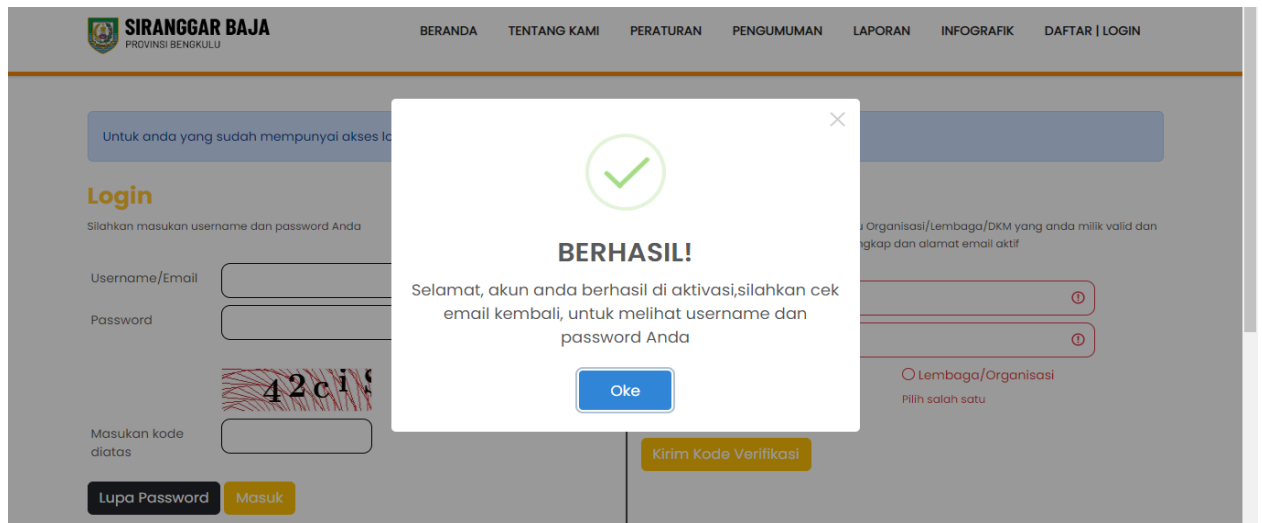 SIRANGGAR BAJA
PROVINSI BENGKULU
BERANDA TENTANG KAMI PERATURAN PENGUMUMAN LAPORAN INFOGRAFIK DAFTAR | LOGIN
Untuk anda yang sudah mempunyai akses
Login
Silahkan masukan username dan password Anda
Username/Email
Password
42ci
Masukan kode
diatas
Lupa Password Masuk
BERHASIL!
Selamat, akun anda berhasil di aktivasi,silahkan cek
email kembali, untuk melihat username dan
password Anda
Oke
Organisasi/Lembaga/DKM yang anda milik valid dan
dan alamat email aktif
Lembaga/Organisasi
Pilih salah satu
Kirim Kode Verifikasi